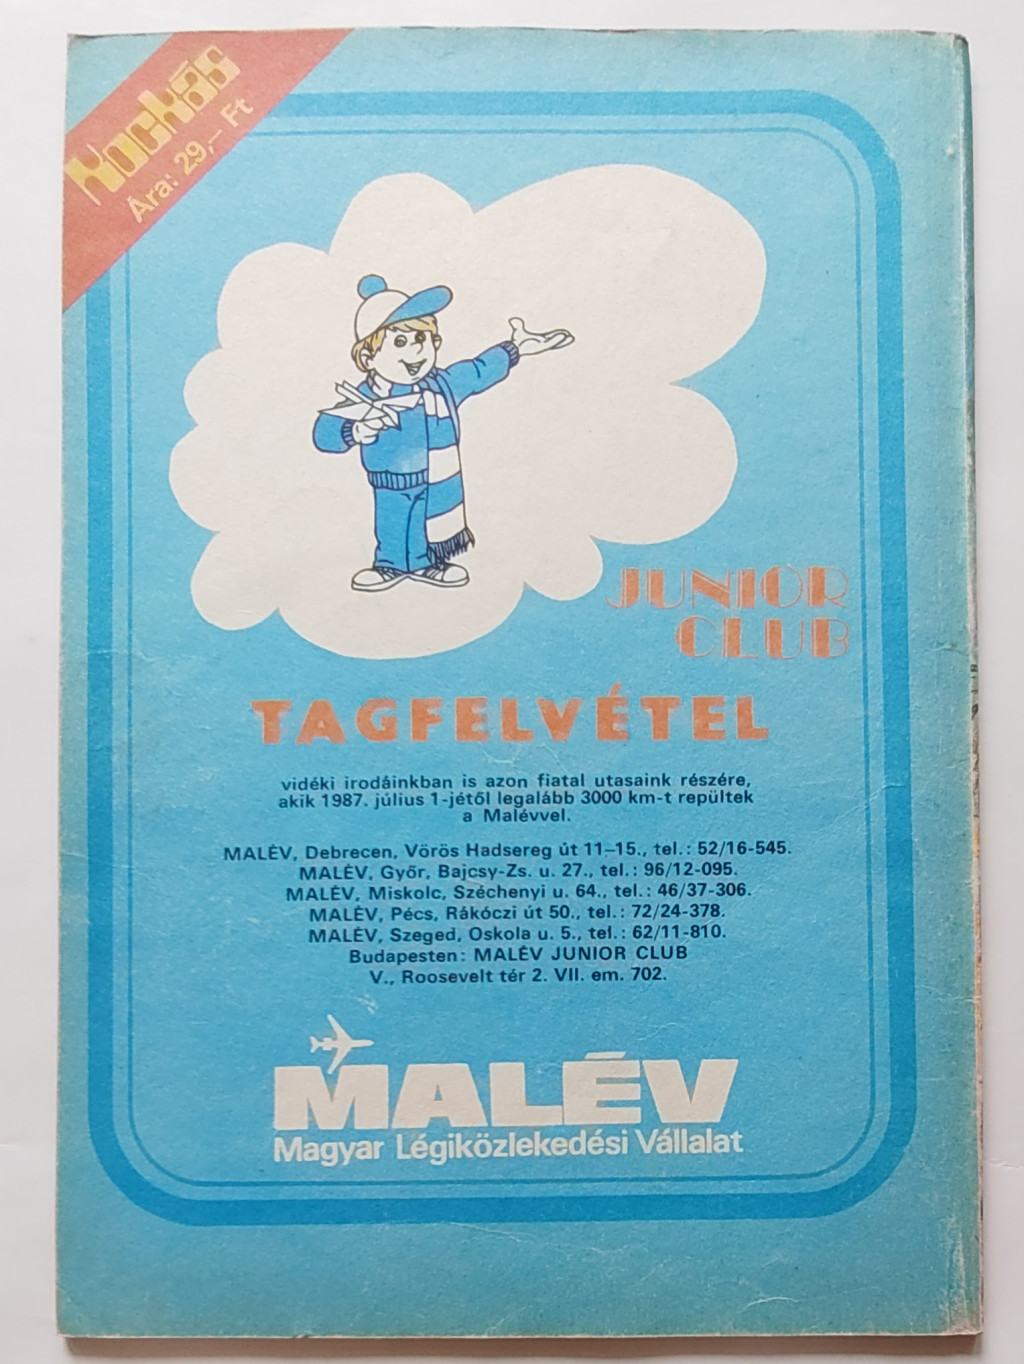 Kockás
Ára: 29,– Ft
JUNIOR
CLUB
TAGFELVÉTEL
vidéki irodáinkban is azon fiatal utasaink részére,
akik 1987. július 1-jétől legalább 3000 km-t repültek
a Malévvel.
MALÉV, Debrecen, Vörös Hadsereg út 11–15., tel.: 52/16-545.
MALÉV, Győr, Bajcsy-Zs. u. 27., tel.: 96/12-095.
MALÉV, Miskolc, Széchenyi u. 64., tel.: 46/37-306.
MALÉV, Pécs, Rákóczi út 50., tel.: 72/24-378.
MALÉV, Szeged, Oskola u. 5., tel.: 62/11-810.
Budapesten: MALÉV JUNIOR CLUB
V., Roosevelt tér 2. VII. em. 702.
MALÉV
Magyar Légiközlekedési Vállalat